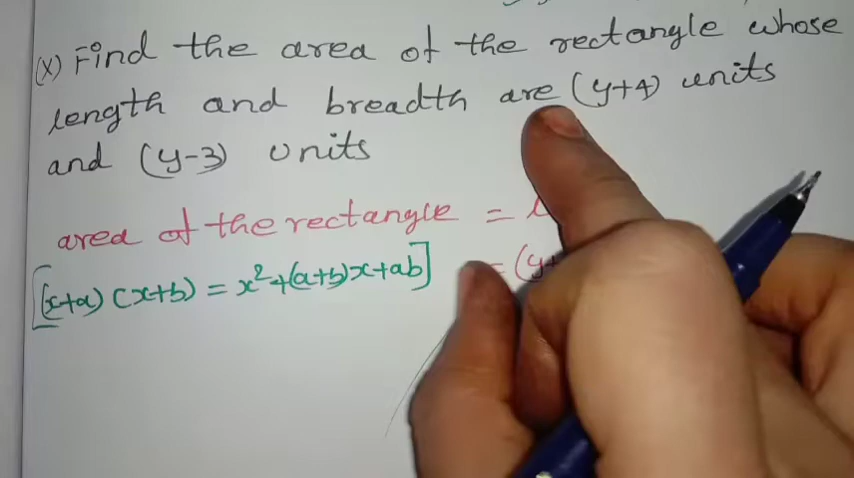 (x) Find the area of the rectangle whose
length and breadth are (y+4) units
and (y-3) units
area of the rectangle = l
[(x+a) (x+b) = x²+(a+b)x+ab] = (y+